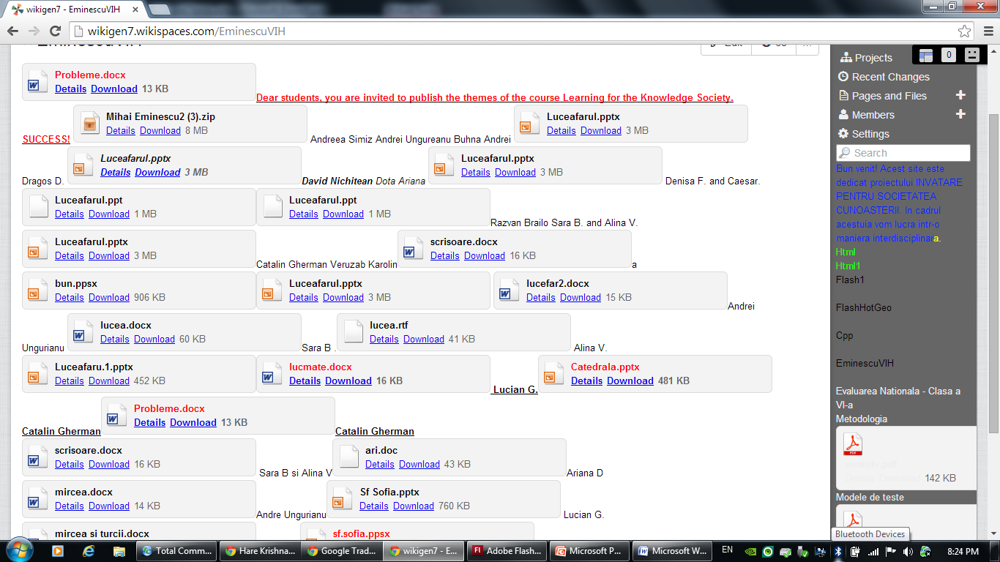 wikigen7 - EminescuVIH
wikigen7.wikispaces.com/EminescuVIH
EminescuVIH
Edit
Probleme.docx
Details Download 13 KB
Dear students, you are invited to publish the themes of the course Learning for the Knowledge Society.
SUCCESS!
Mihai Eminescu2 (3).zip
Details Download 8 MB
Andreea Simiz Andrei Ungureanu Buhna Andrei
Luceafarul.pptx
Details Download 3 MB
Dragos D.
Luceafarul.pptx
Details Download 3 MB
David Nichitean Dota Ariana
Luceafarul.pptx
Details Download 3 MB
Denisa F. and Caesar.
Luceafarul.ppt
Details Download 1 MB
Luceafarul.ppt
Details Download 1 MB
Razvan Brailo Sara B. and Alina V.
Luceafarul.pptx
Details Download 3 MB
Catalin Gherman Veruzab Karolin
scrisoare.docx
Details Download 16 KB
a
bun.ppsx
Details Download 906 KB
Luceafarul.pptx
Details Download 3 MB
lucefar2.docx
Details Download 15 KB
Andrei
Ungurianu
lucea.docx
Details Download 60 KB
Sara B .
lucea.rtf
Details Download 41 KB
Alina V.
Luceafaru.1.pptx
Details Download 452 KB
lucmate.docx
Details Download 16 KB
Lucian G.
Catedrala.pptx
Details Download 481 KB
Catalin Gherman
Probleme.docx
Details Download 13 KB
Catalin Gherman
scrisoare.docx
Details Download 16 KB
Sara B si Alina V
ari.doc
Details Download 43 KB
Ariana D
mircea.docx
Details Download 14 KB
Andre Ungurianu
Sf Sofia.pptx
Details Download 760 KB
Lucian G.
mircea si turcii.docx
sf.sofia.ppsx
Projects
0
Recent Changes
Pages and Files
Members
Settings
Search
Bun venit! Acest site este
dedicat proiectului INVATARE
PENTRU SOCIETATEA
CUNOASTERII. In cadrul
acestuia vom lucra intr-o
maniera interdisciplinara.
Html
Html1
Flash1
FlashHotGeo
Cpp
EminescuVIH
Evaluarea Nationala - Clasa a
VI-a
Metodologia
PDF
Details Download 142 KB
Modele de teste
Bluetooth Devices
Total Comm...
Hare Krishna...
Google Trad...
wikigen7 - E...
Fl
Adobe Flash...
Microsoft P...
Microsoft W...
EN
8:24 PM